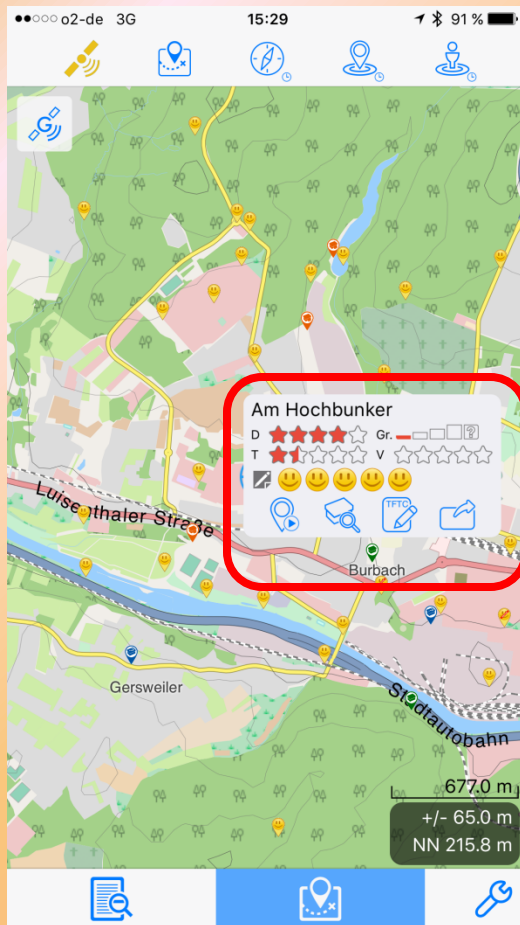 o2-de 3G 15:29 91 %
G
Am Hochbunker
D Gr. ?
T V
TFTC
Luisenthaler Straße
Burbach
Gersweiler
Stadtautobahn
677.0 m
+/- 65.0 m
NN 215.8 m